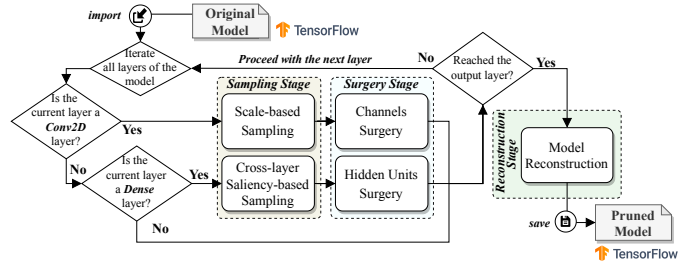 import
Original
Model
TensorFlow
Iterate
all layers of the
model
Proceed with the next layer
No
Reached the
output layer?
Yes
Is the
current layer a
Conv2D
layer?
Yes
No
Sampling Stage
Scale-based
Sampling
Cross-layer
Saliency-based
Sampling
Surgery Stage
Channels
Surgery
Hidden Units
Surgery
Is the
current layer
a Dense
layer?
Yes
No
Reconstruction
Stage
Model
Reconstruction
save
Pruned
Model
TensorFlow